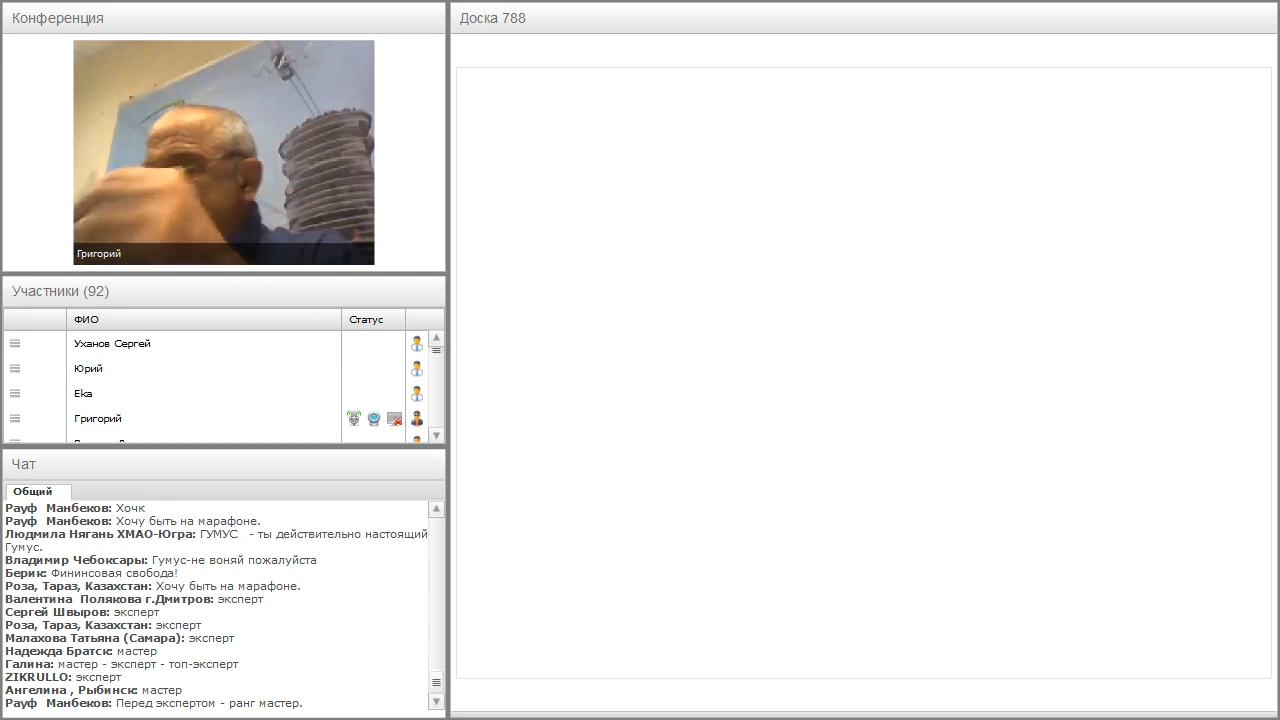 Конференция
Григорий
Участники (92)
ФИО Статус
Уханов Сергей
Юрий
Eka
Григорий
Чат
Общий
Рауф Манбеков: Хочк
Рауф Манбеков: Хочу быть на марафоне.
Людмила Нягань ХМАО-Югра: ГУМУС - ты действительно настоящий
Гумус.
Владимир Чебоксары: Гумус-не воняй пожалуйста
Берик: Фининсовая свобода!
Роза, Тараз, Казахстан: Хочу быть на марафоне.
Валентина Полякова г.Дмитров: эксперт
Сергей Швыров: эксперт
Роза, Тараз, Казахстан: эксперт
Малахова Татьяна (Самара): эксперт
Надежда Братск: мастер
Галина: мастер - эксперт - топ-эксперт
ZIKRULLO: эксперт
Ангелина , Рыбинск: мастер
Рауф Манбеков: Перед экспертом - ранг мастер.
Доска 788